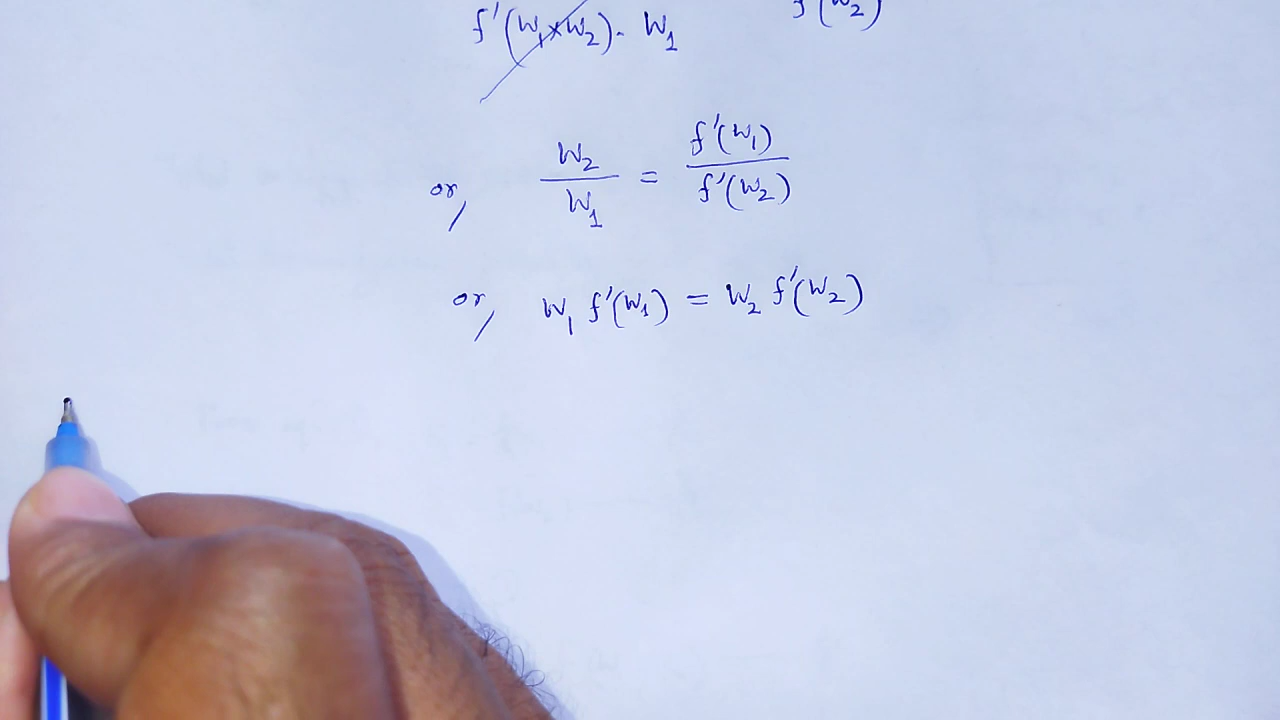 f'(W₁×W₂). W₁ f'(W₂)
or, W₂/W₁ = f'(W₁)/f'(W₂)
or, W₁ f'(W₁) = W₂ f'(W₂)